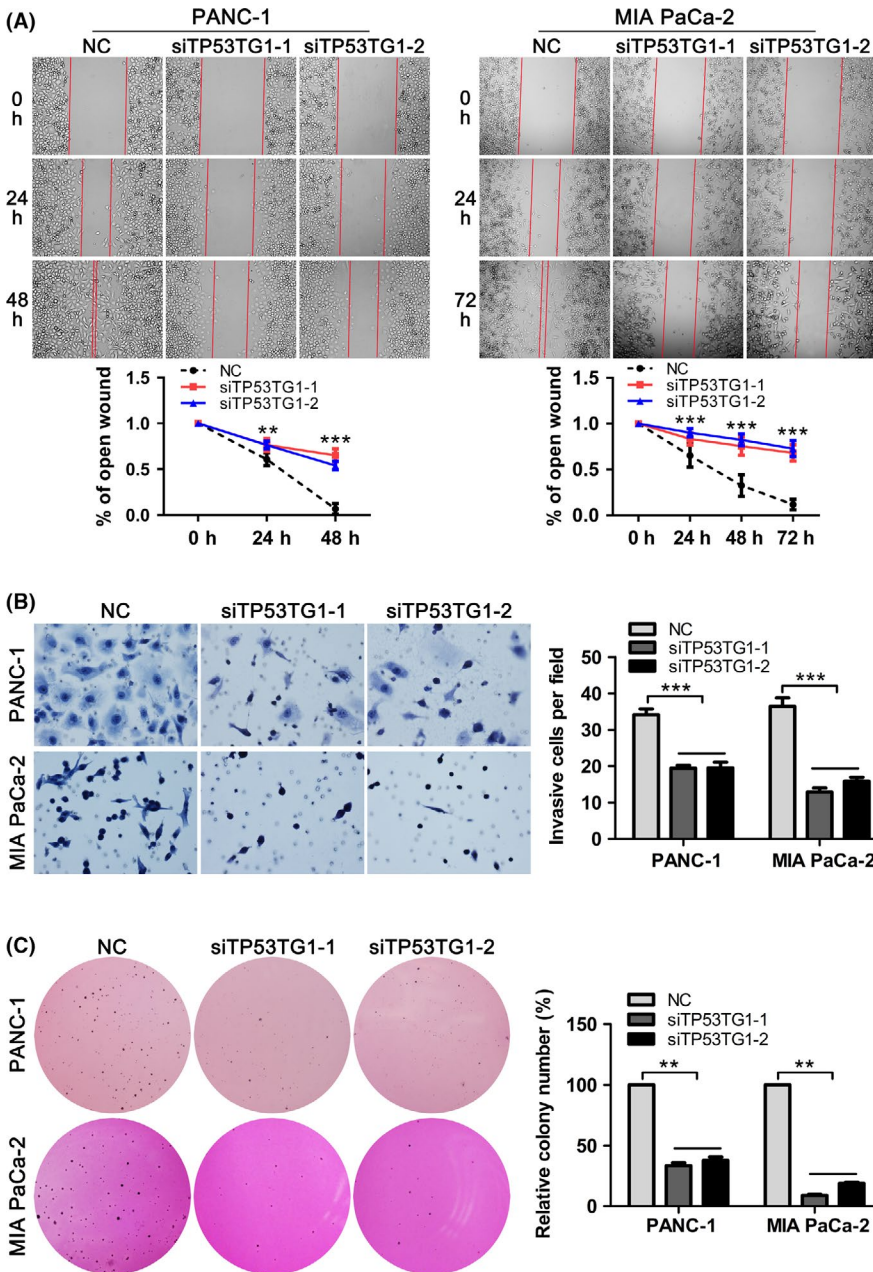 (A)
PANC-1
NC siTP53TG1-1 siTP53TG1-2
0 h
24 h
48 h
MIA PaCa-2
NC siTP53TG1-1 siTP53TG1-2
0 h
24 h
72 h
NC
siTP53TG1-1
siTP53TG1-2
% of open wound
1.5
1.0
0.5
0.0
** ***
0 h 24 h 48 h
NC
siTP53TG1-1
siTP53TG1-2
% of open wound
1.5
1.0
0.5
0.0
*** *** ***
0 h 24 h 48 h 72 h
(B)
NC siTP53TG1-1 siTP53TG1-2
PANC-1
MIA PaCa-2
NC
siTP53TG1-1
siTP53TG1-2
Invasive cells per field
50
40
30
20
10
0
*** ***
PANC-1 MIA PaCa-2
(C)
NC siTP53TG1-1 siTP53TG1-2
PANC-1
MIA PaCa-2
NC
siTP53TG1-1
siTP53TG1-2
Relative colony number (%)
150
100
50
0
** **
PANC-1 MIA PaCa-2